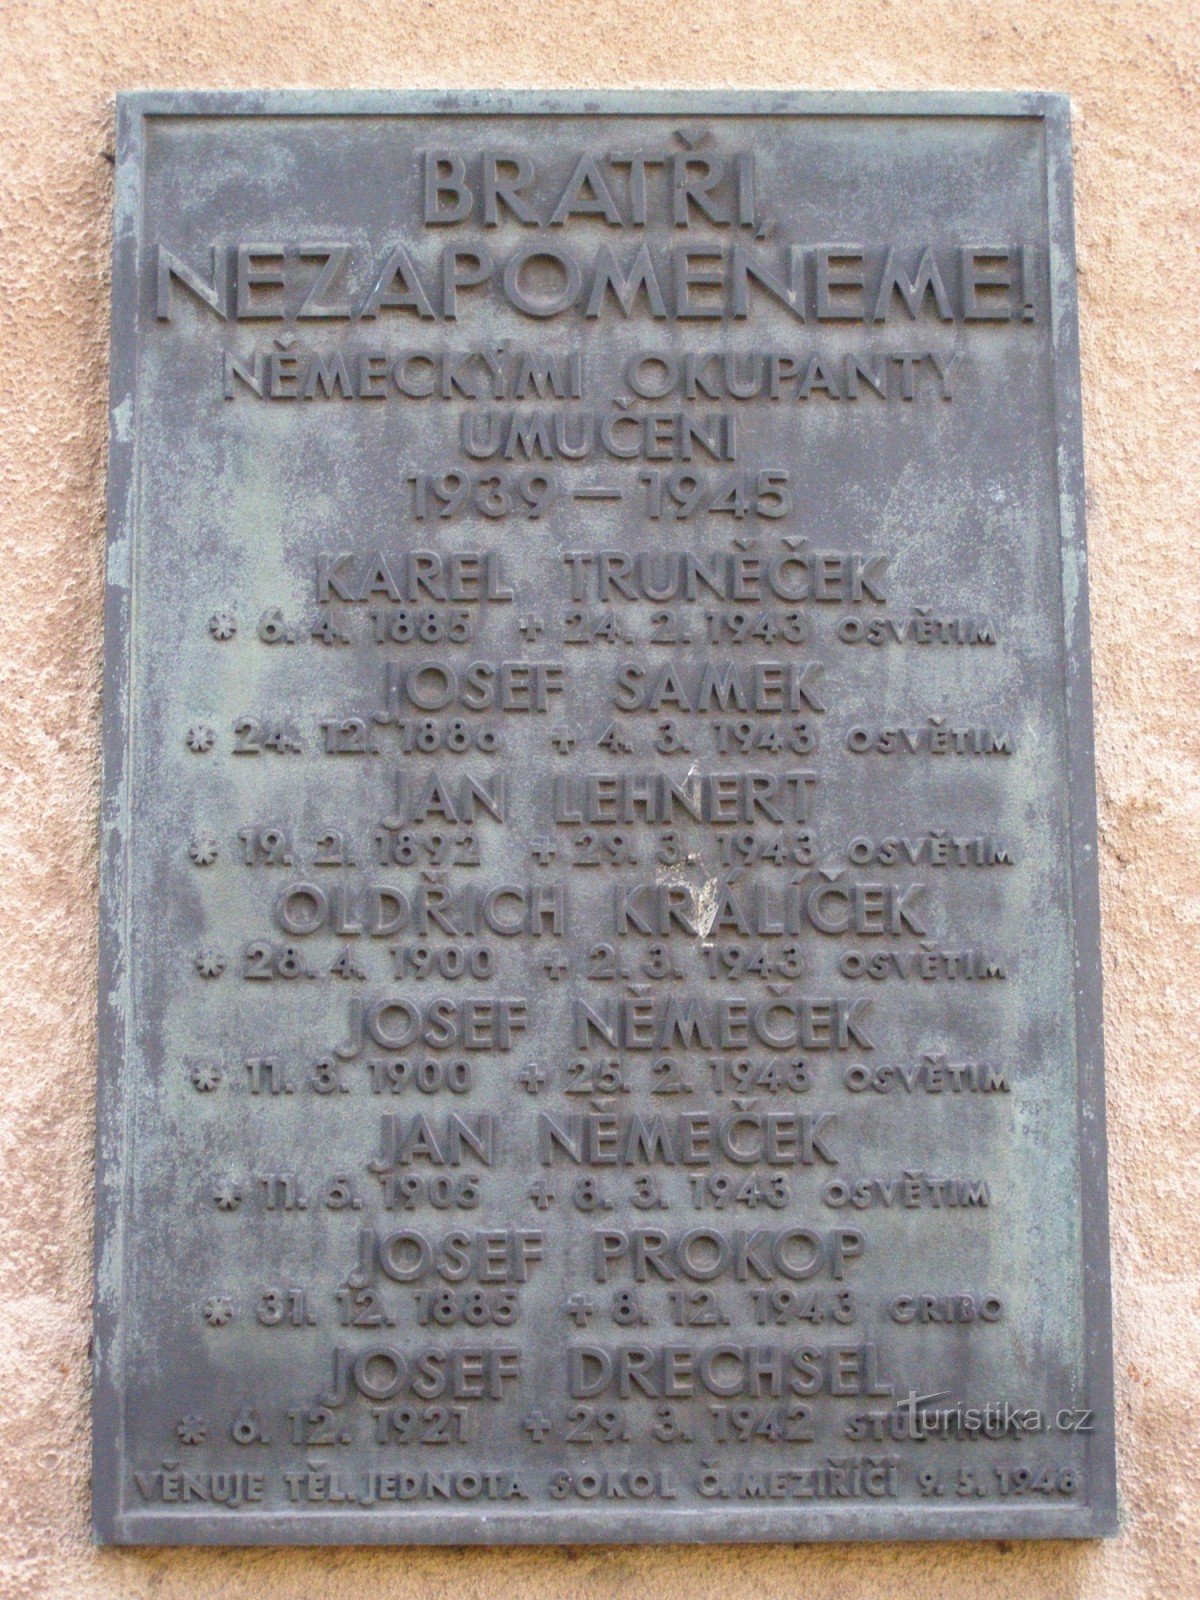 BRATŘI,
NEZAPOMENEME!
NĚMECKÝMI OKUPANTY
UMUČENI
1939 — 1945
KAREL TRUNĚČEK
* 6. 4. 1885 + 24. 2. 1943 OSVĚTIM
JOSEF SAMEK
* 24. 12. 1886 + 4. 3. 1943 OSVĚTIM
JAN LEHNERT
* 19. 2. 1892 + 29. 3. 1943 OSVĚTIM
OLDŘICH KRÁLÍČEK
* 26. 4. 1900 + 2. 3. 1943 OSVĚTIM
JOSEF NĚMEČEK
* 11. 3. 1900 + 25. 2. 1943 OSVĚTIM
JAN NĚMEČEK
* 11. 5. 1905 + 8. 3. 1943 OSVĚTIM
JOSEF PROKOP
* 31. 12. 1885 + 8. 12. 1943 GRIBO
JOSEF DRECHSEL
* 6. 12. 1921 + 29. 3. 1942
Turistika.cz
VĚNUJE TĚL. JEDNOTA SOKOL Č. MEZIŘÍČÍ 9. 5. 1946